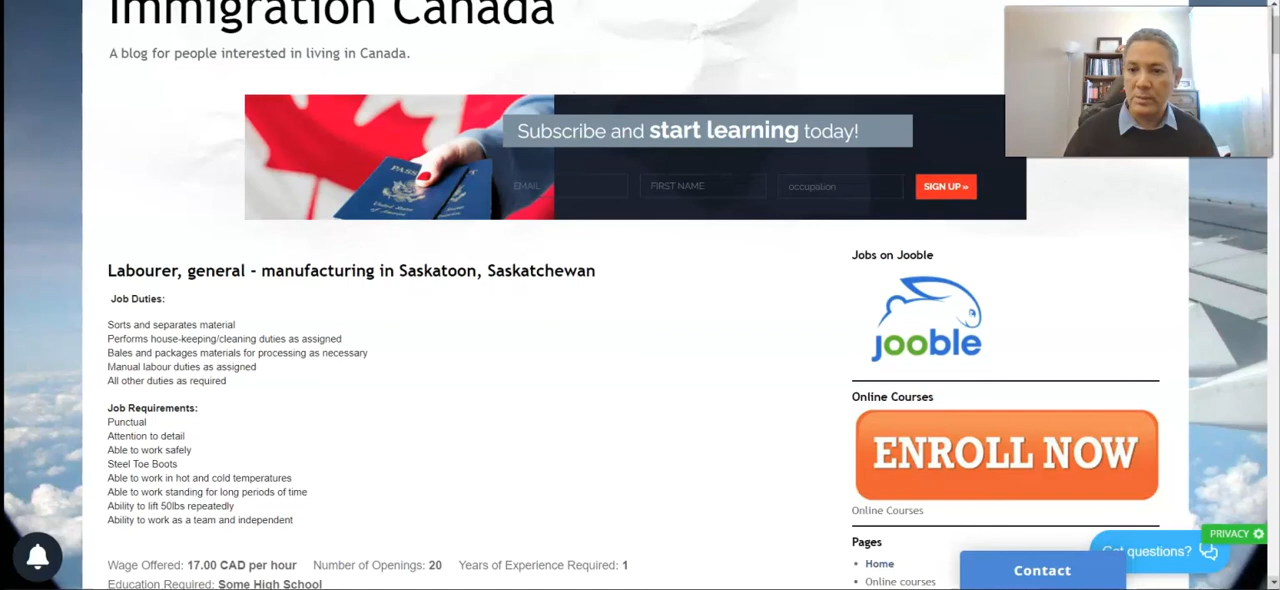 Immigration Canada
A blog for people interested in living in Canada.
Subscribe and start learning today!
EMAIL
FIRST NAME
occupation
SIGN UP »
PASSPORT
Labourer, general - manufacturing in Saskatoon, Saskatchewan
Job Duties:
Sorts and separates material
Performs house-keeping/cleaning duties as assigned
Bales and packages materials for processing as necessary
Manual labour duties as assigned
All other duties as required
Job Requirements:
Punctual
Attention to detail
Able to work safely
Steel Toe Boots
Able to work in hot and cold temperatures
Able to work standing for long periods of time
Ability to lift 50lbs repeatedly
Ability to work as a team and independent
Wage Offered: 17.00 CAD per hour Number of Openings: 20 Years of Experience Required: 1
Education Required: Some High School
Jobs on Jooble
jooble
Online Courses
ENROLL NOW
Online Courses
Pages
• Home
• Online courses
PRIVACY
Got questions?
Contact